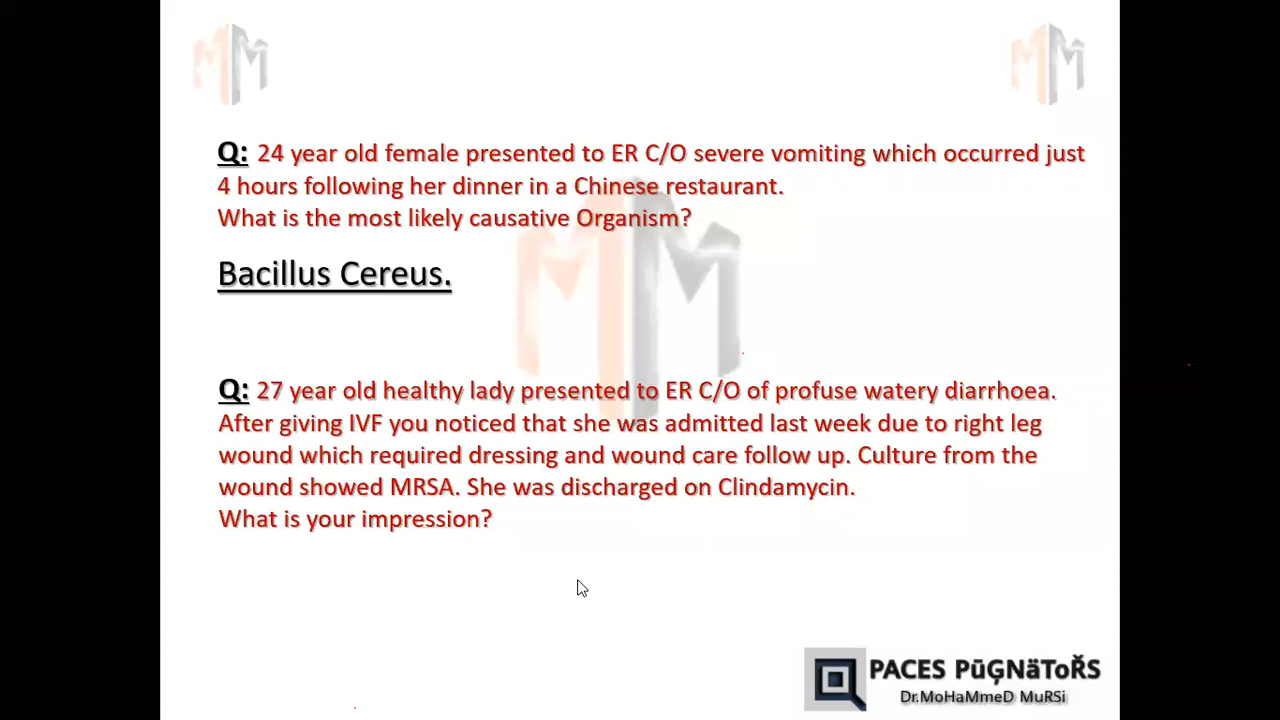 Q: 24 year old female presented to ER C/O severe vomiting which occurred just
4 hours following her dinner in a Chinese restaurant.
What is the most likely causative Organism?
Bacillus Cereus.
Q: 27 year old healthy lady presented to ER C/O of profuse watery diarrhoea.
After giving IVF you noticed that she was admitted last week due to right leg
wound which required dressing and wound care follow up. Culture from the
wound showed MRSA. She was discharged on Clindamycin.
What is your impression?
PACES PūĢNäToŘS
Dr.MoHaMmeD MuRSi